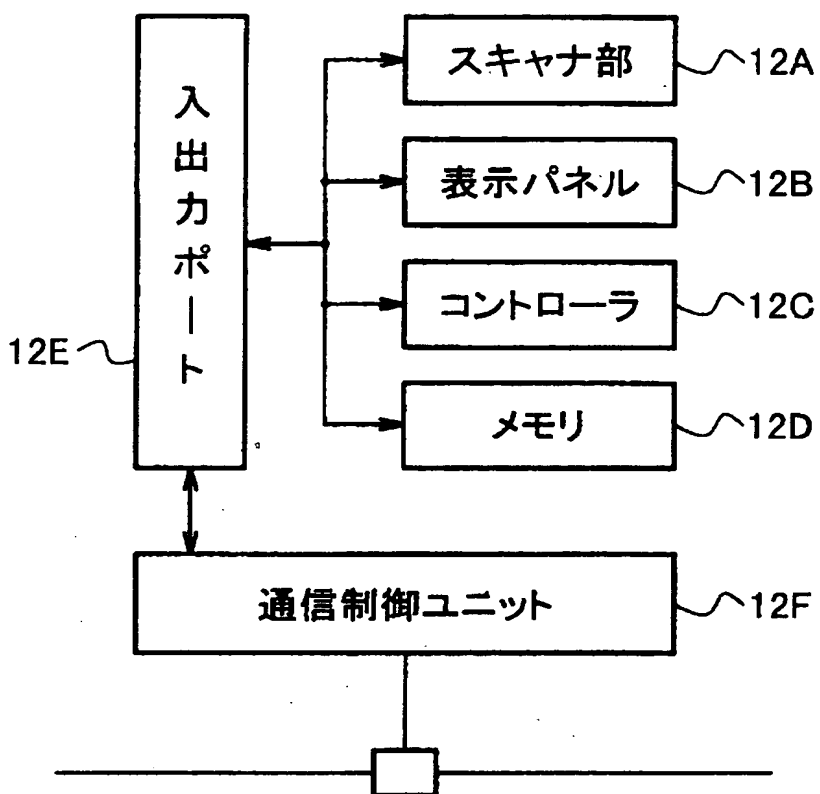 スキャナ部
12A
入出力ポート
表示パネル
12B
コントローラ
12C
12E
メモリ
12D
通信制御ユニット
12F